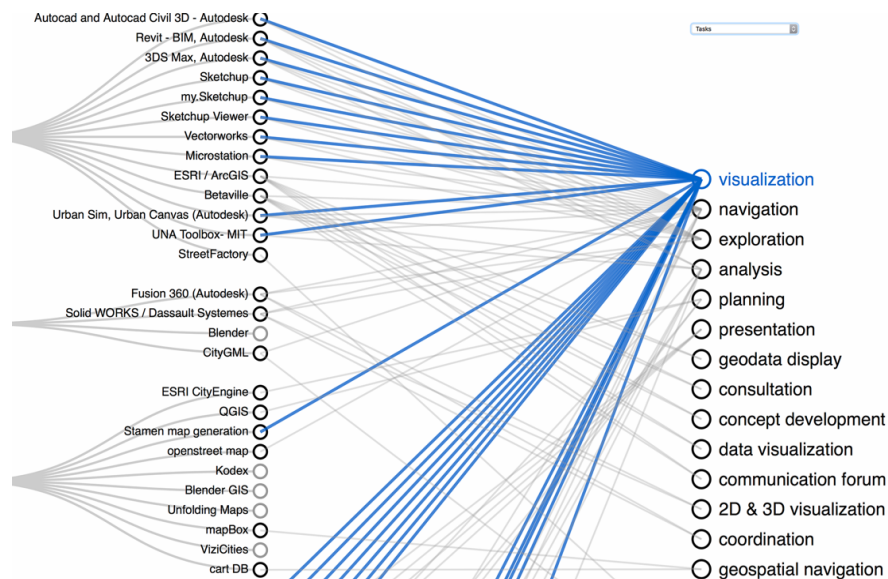 Autocad and Autocad Civil 3D - Autodesk
Revit - BIM, Autodesk
3DS Max, Autodesk
Sketchup
my.Sketchup
Sketchup Viewer
Vectorworks
Microstation
ESRI / ArcGIS
Betaville
Urban Sim, Urban Canvas (Autodesk)
UNA Toolbox- MIT
StreetFactory
Fusion 360 (Autodesk)
Solid WORKS / Dassault Systemes
Blender
CityGML
ESRI CityEngine
QGIS
Stamen map generation
openstreet map
Kodex
Blender GIS
Unfolding Maps
mapBox
ViziCities
cart DB
Tasks
visualization
navigation
exploration
analysis
planning
presentation
geodata display
consultation
concept development
data visualization
communication forum
2D & 3D visualization
coordination
geospatial navigation